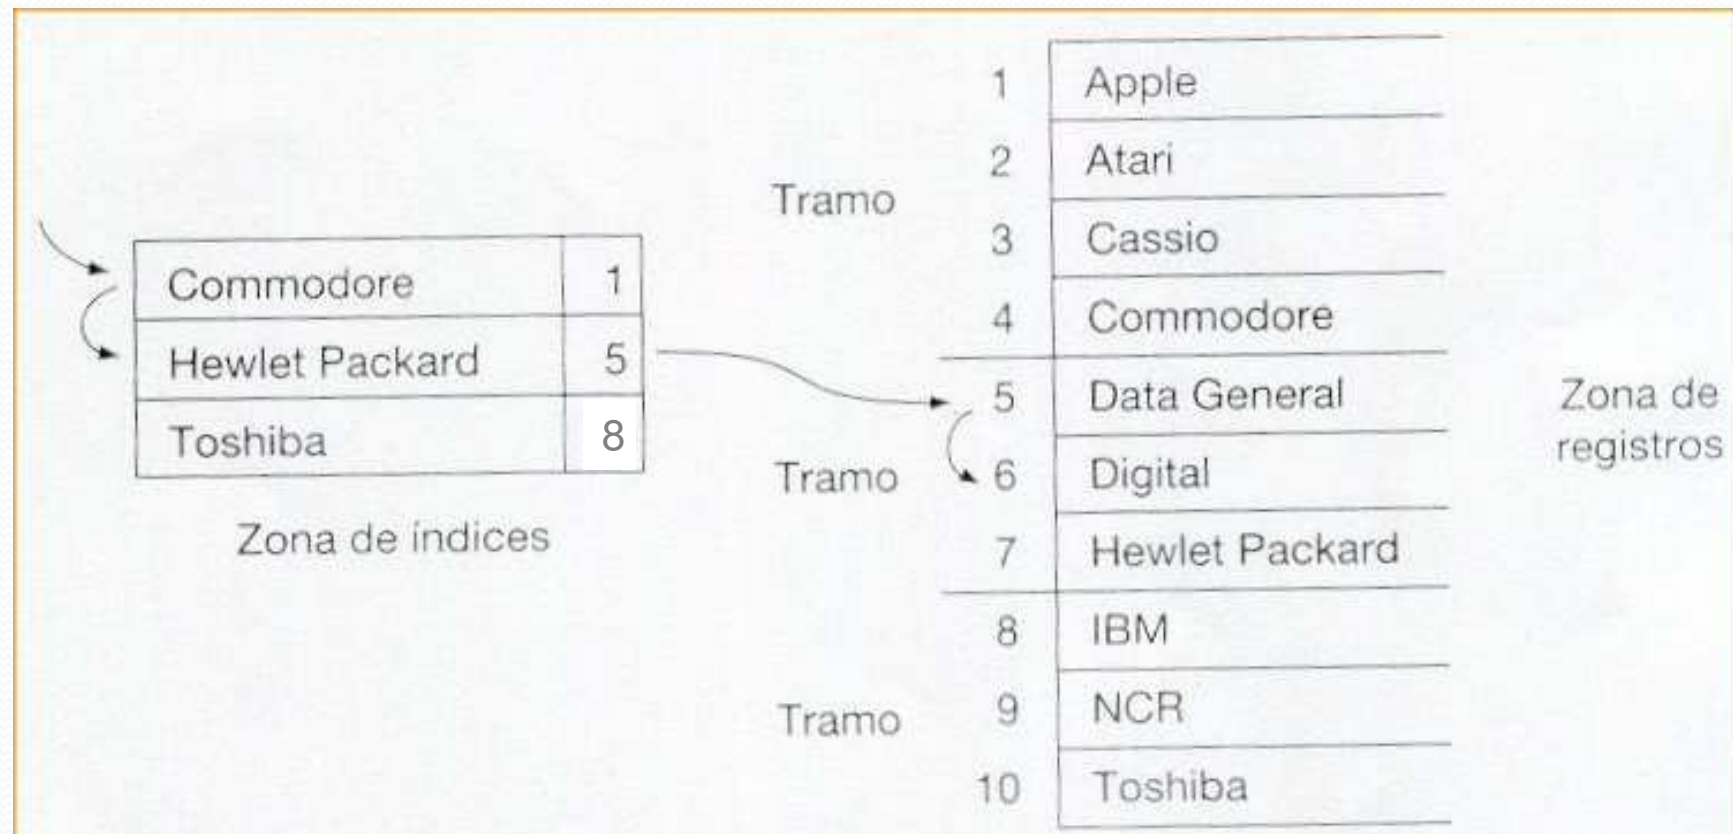 Commodore 1
Hewlet Packard 5
Toshiba 8
Zona de índices
Tramo
Tramo
Tramo
1 Apple
2 Atari
3 Cassio
4 Commodore
5 Data General
6 Digital
7 Hewlet Packard
8 IBM
9 NCR
10 Toshiba
Zona de
registros